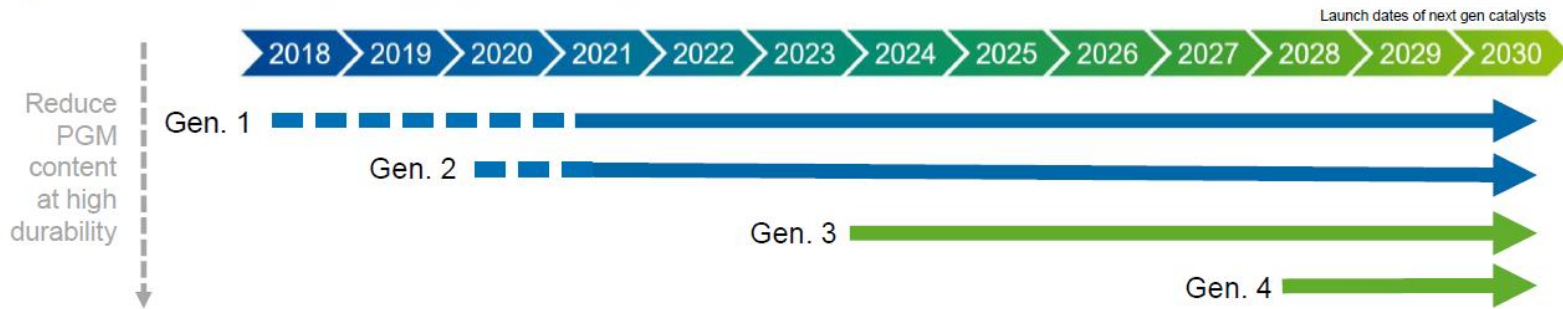 Launch dates of next gen catalysts
2018 2019 2020 2021 2022 2023 2024 2025 2026 2027 2028 2029 2030
Reduce
PGM
content
at high
durability
Gen. 1
Gen. 2
Gen. 3
Gen. 4